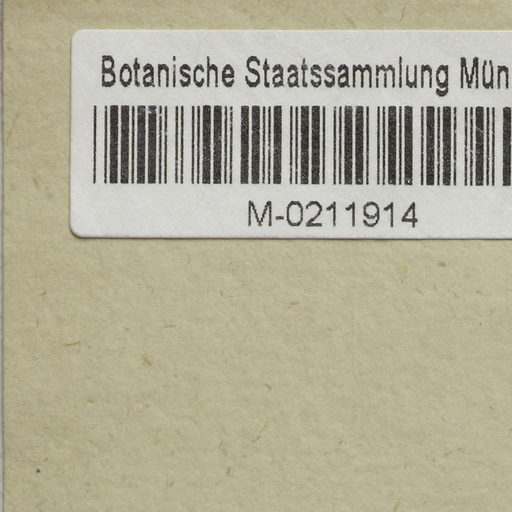 Botanische Staatssammlung Mün
M-0211914